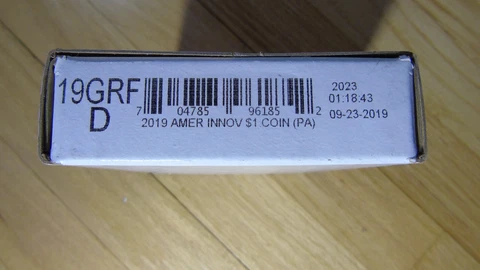 19GRF
D
7 04785 96185 2
2019 AMER INNOV $1 COIN (PA)
2023
01:18:43
09-23-2019